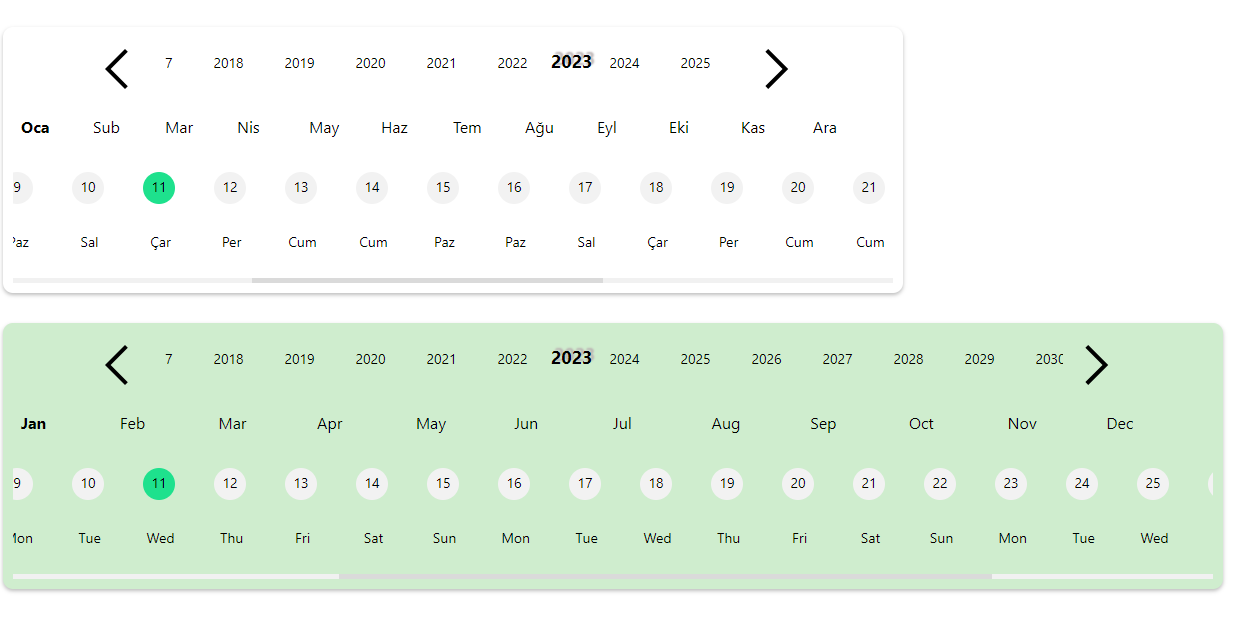 7 2018 2019 2020 2021 2022 2023 2024 2025
Oca Sub Mar Nis May Haz Tem Ağu Eyl Eki Kas Ara
9 10 11 12 13 14 15 16 17 18 19 20 21
Paz Sal Çar Per Cum Cum Paz Paz Sal Çar Per Cum Cum
7 2018 2019 2020 2021 2022 2023 2024 2025 2026 2027 2028 2029 2030
Jan Feb Mar Apr May Jun Jul Aug Sep Oct Nov Dec
9 10 11 12 13 14 15 16 17 18 19 20 21 22 23 24 25
Mon Tue Wed Thu Fri Sat Sun Mon Tue Wed Thu Fri Sat Sun Mon Tue Wed